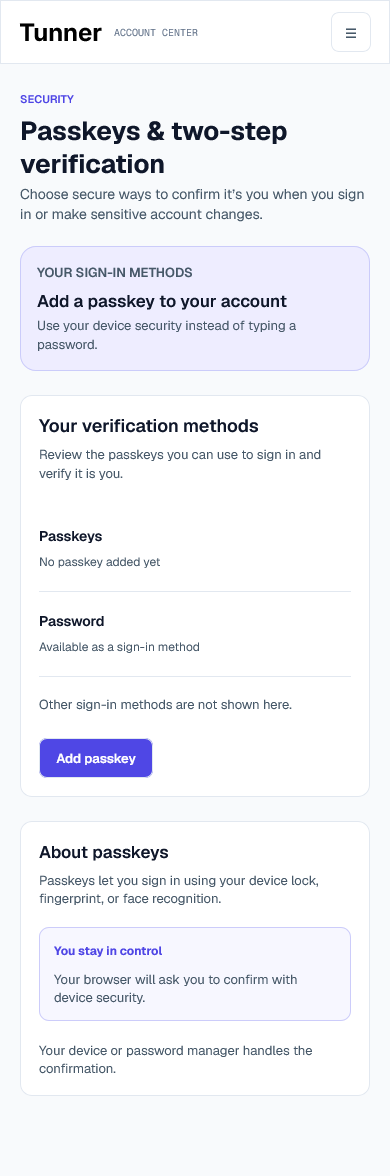 Tunner ACCOUNT CENTER
☰
SECURITY
Passkeys & two-step
verification
Choose secure ways to confirm it's you when you sign
in or make sensitive account changes.
YOUR SIGN-IN METHODS
Add a passkey to your account
Use your device security instead of typing a
password.
Your verification methods
Review the passkeys you can use to sign in and
verify it is you.
Passkeys
No passkey added yet
Password
Available as a sign-in method
Other sign-in methods are not shown here.
Add passkey
About passkeys
Passkeys let you sign in using your device lock,
fingerprint, or face recognition.
You stay in control
Your browser will ask you to confirm with
device security.
Your device or password manager handles the
confirmation.